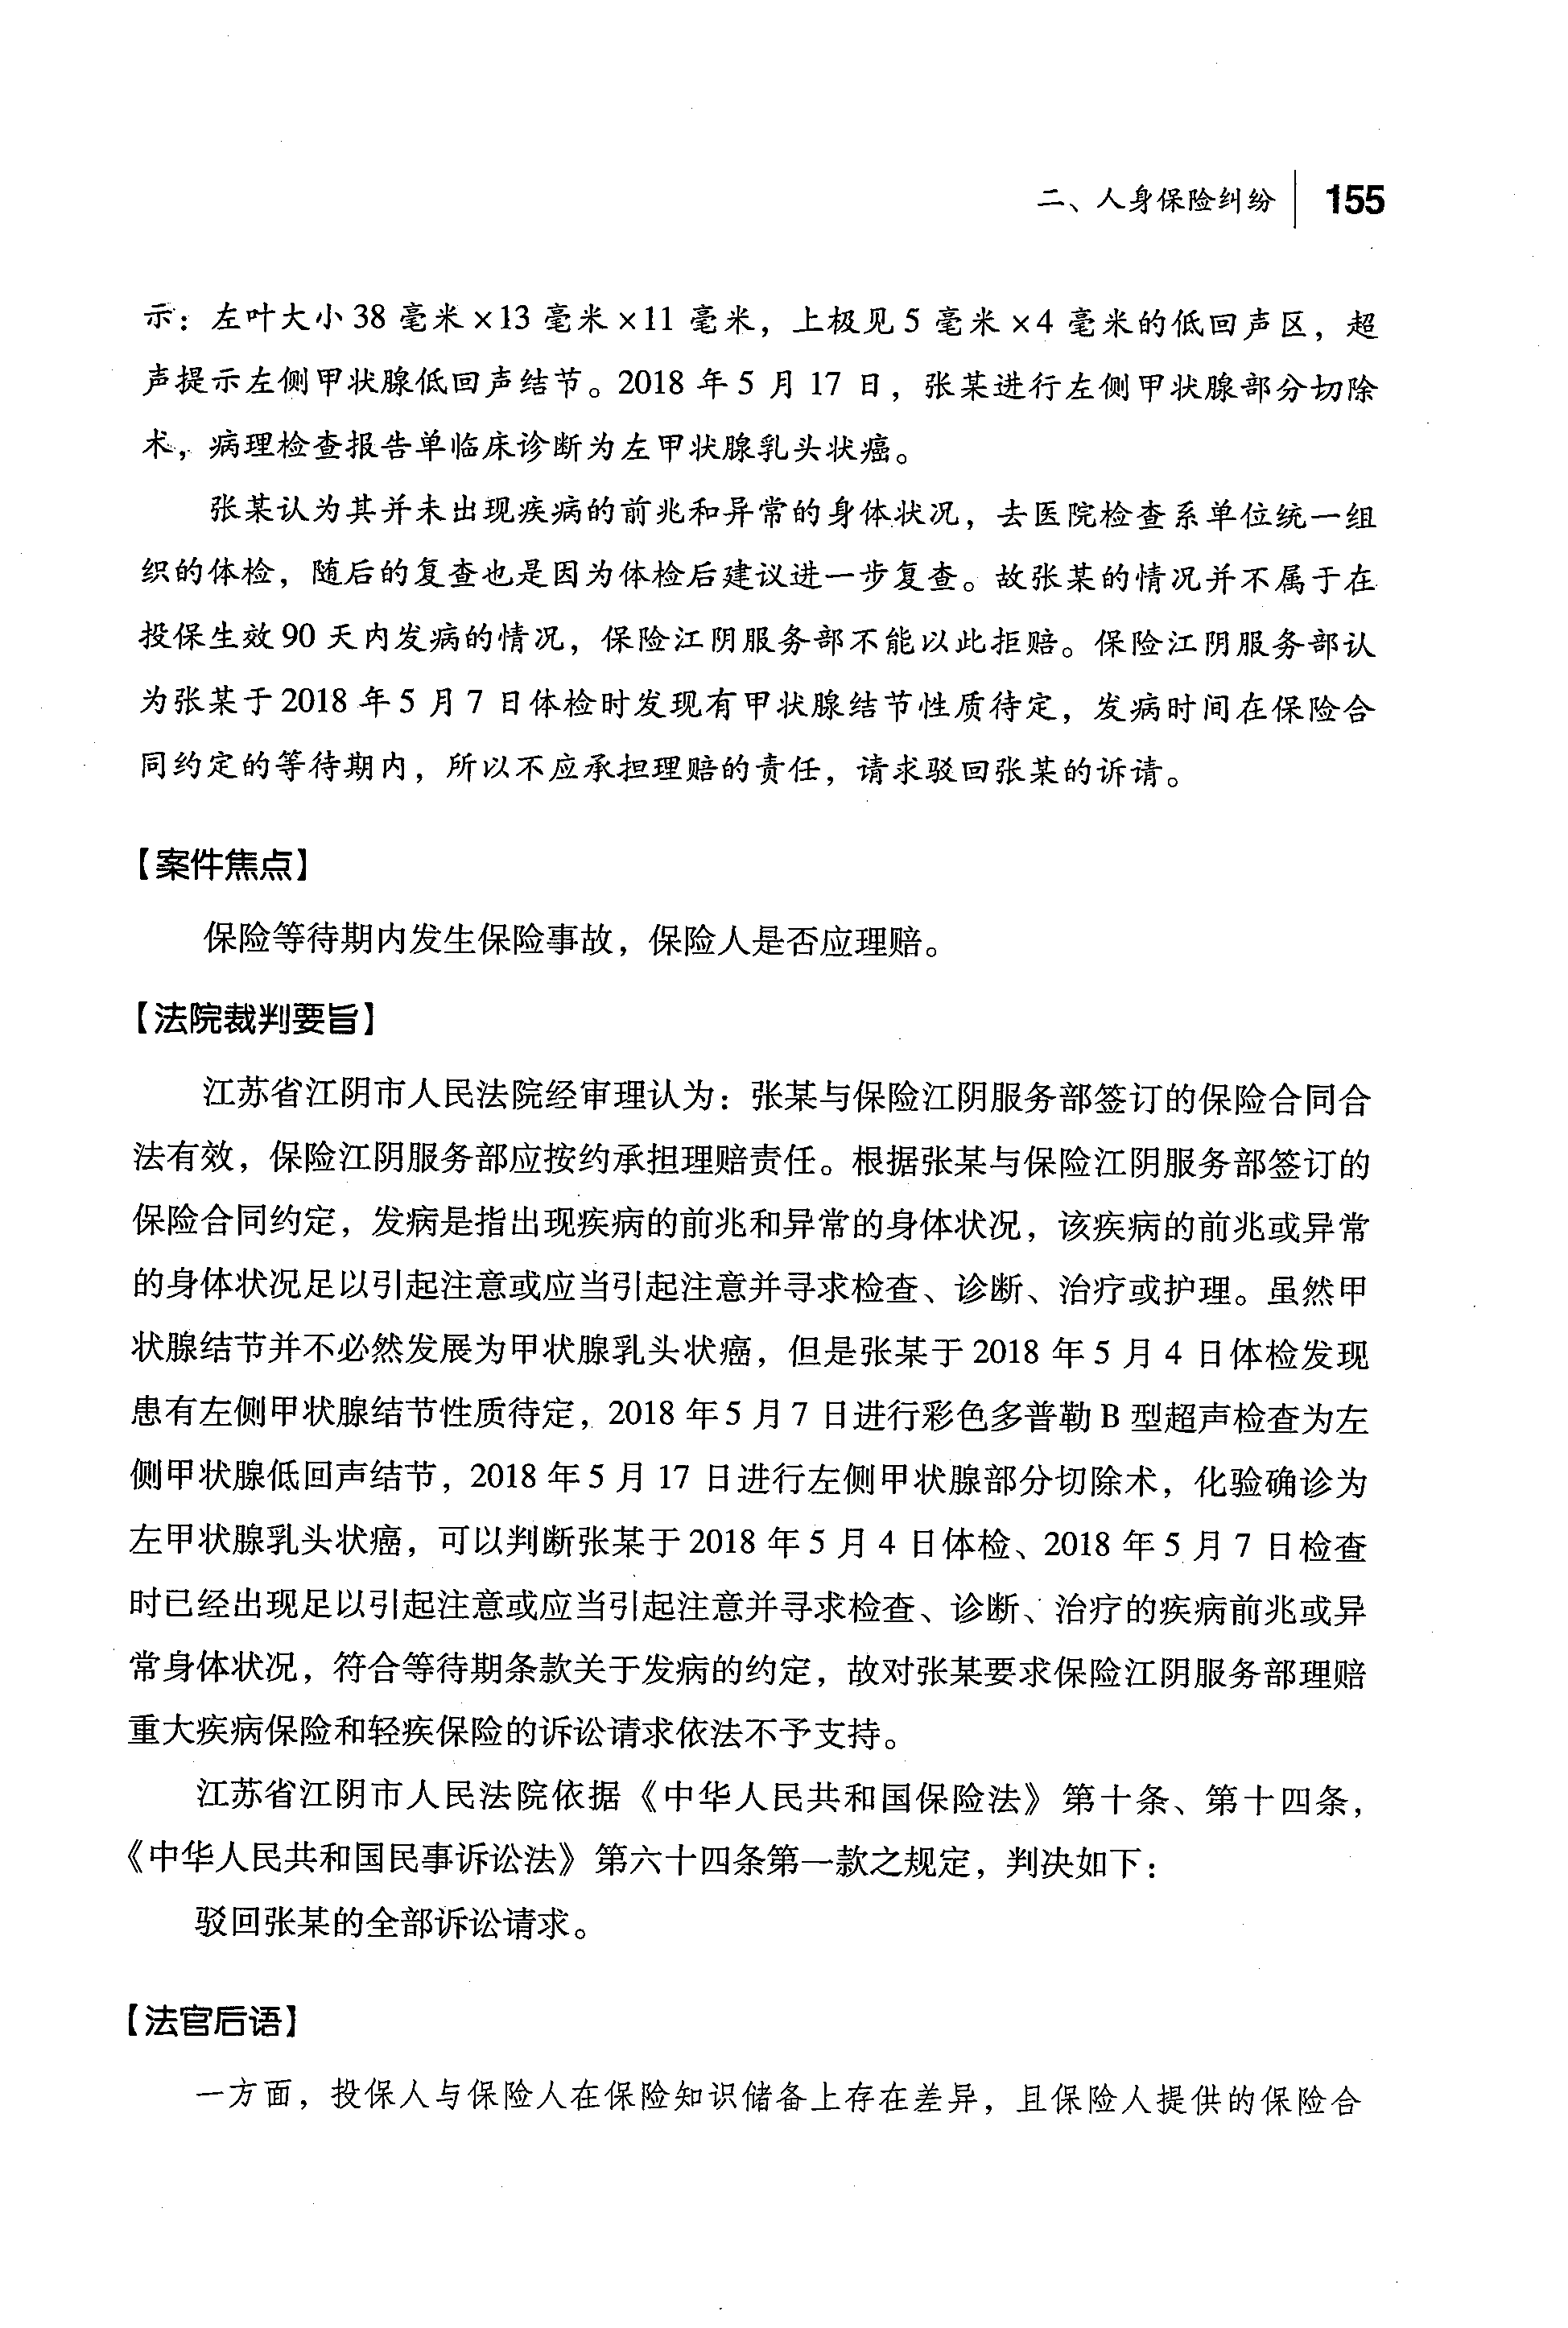 二、人身保险纠纷 155
示：左叶大小38毫米×13毫米×11毫米，上极见5毫米×4毫米的低回声区，超
声提示左侧甲状腺低回声结节。2018年5月17日，张某进行左侧甲状腺部分切除
术，病理检查报告单临床诊断为左甲状腺乳头状癌。
张某认为其并未出现疾病的前兆和异常的身体状况，去医院检查系单位统一组
织的体检，随后的复查也是因为体检后建议进一步复查。故张某的情况并不属于在
投保生效90天内发病的情况，保险江阴服务部不能以此拒赔。保险江阴服务部认
为张某于2018年5月7日体检时发现有甲状腺结节性质待定，发病时间在保险合
同约定的等待期内，所以不应承担理赔的责任，请求驳回张某的诉请。
【案件焦点】
保险等待期内发生保险事故，保险人是否应理赔。
【法院裁判要旨】
江苏省江阴市人民法院经审理认为：张某与保险江阴服务部签订的保险合同合
法有效，保险江阴服务部应按约承担理赔责任。根据张某与保险江阴服务部签订的
保险合同约定，发病是指出现疾病的前兆和异常的身体状况，该疾病的前兆或异常
的身体状况足以引起注意或应当引起注意并寻求检查、诊断、治疗或护理。虽然甲
状腺结节并不必然发展为甲状腺乳头状癌，但是张某于2018年5月4日体检发现
患有左侧甲状腺结节性质待定，2018年5月7日进行彩色多普勒B型超声检查为左
侧甲状腺低回声结节，2018年5月17日进行左侧甲状腺部分切除术，化验确诊为
左甲状腺乳头状癌，可以判断张某于2018年5月4日体检、2018年5月7日检查
时已经出现足以引起注意或应当引起注意并寻求检查、诊断、治疗的疾病前兆或异
常身体状况，符合等待期条款关于发病的约定，故对张某要求保险江阴服务部理赔
重大疾病保险和轻疾保险的诉讼请求依法不予支持。
江苏省江阴市人民法院依据《中华人民共和国保险法》第十条、第十四条，
《中华人民共和国民事诉讼法》第六十四条第一款之规定，判决如下：
驳回张某的全部诉讼请求。
【法官后语】
一方面，投保人与保险人在保险知识储备上存在差异，且保险人提供的保险合